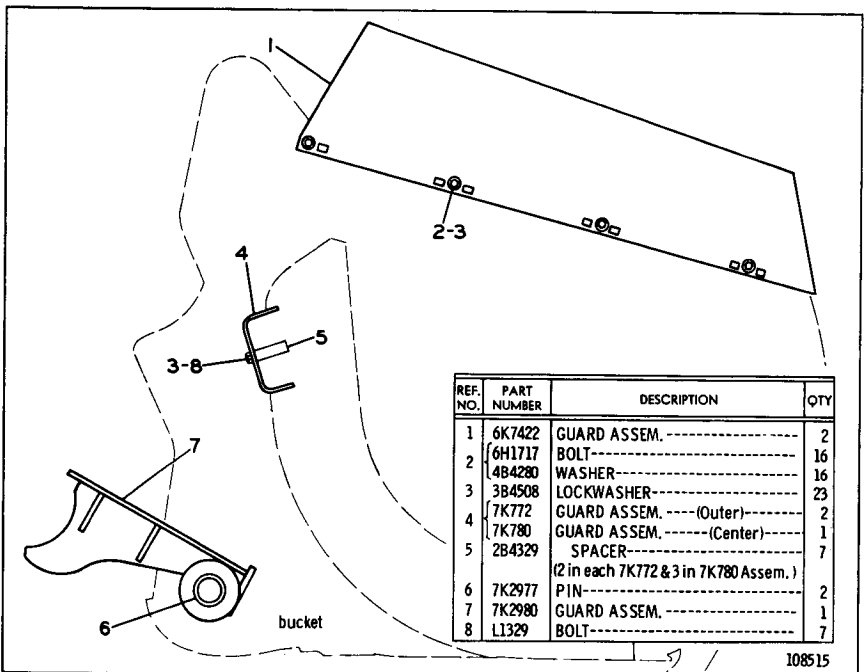 1
2-3
4
5
3-8
7
6
bucket
REF. NO. PART NUMBER DESCRIPTION QTY
1 6K7422 GUARD ASSEM. 2
2 6H1717 BOLT 16
4B4280 WASHER 16
3 3B4508 LOCKWASHER 23
4 7K772 GUARD ASSEM. ----(Outer) 2
7K780 GUARD ASSEM. ----(Center) 1
5 2B4329 SPACER 7
(2 in each 7K772 & 3 in 7K780 Assem.)
6 7K2977 PIN 2
7 7K2980 GUARD ASSEM. 1
8 L1329 BOLT 7
108515